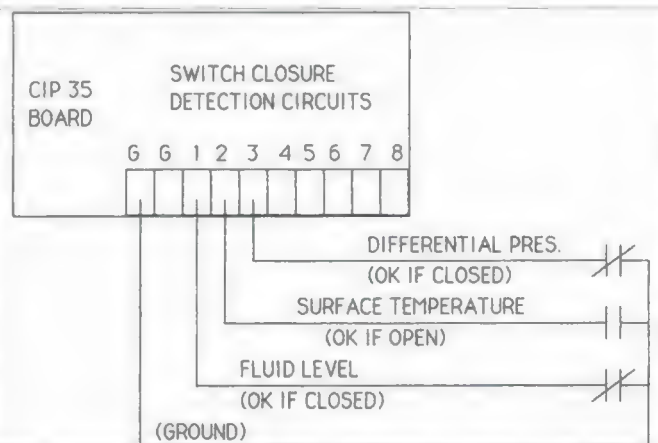 CIP 35
BOARD
SWITCH CLOSURE
DETECTION CIRCUITS
G G 1 2 3 4 5 6 7 8
DIFFERENTIAL PRES.
(OK IF CLOSED)
SURFACE TEMPERATURE
(OK IF OPEN)
FLUID LEVEL
(OK IF CLOSED)
(GROUND)